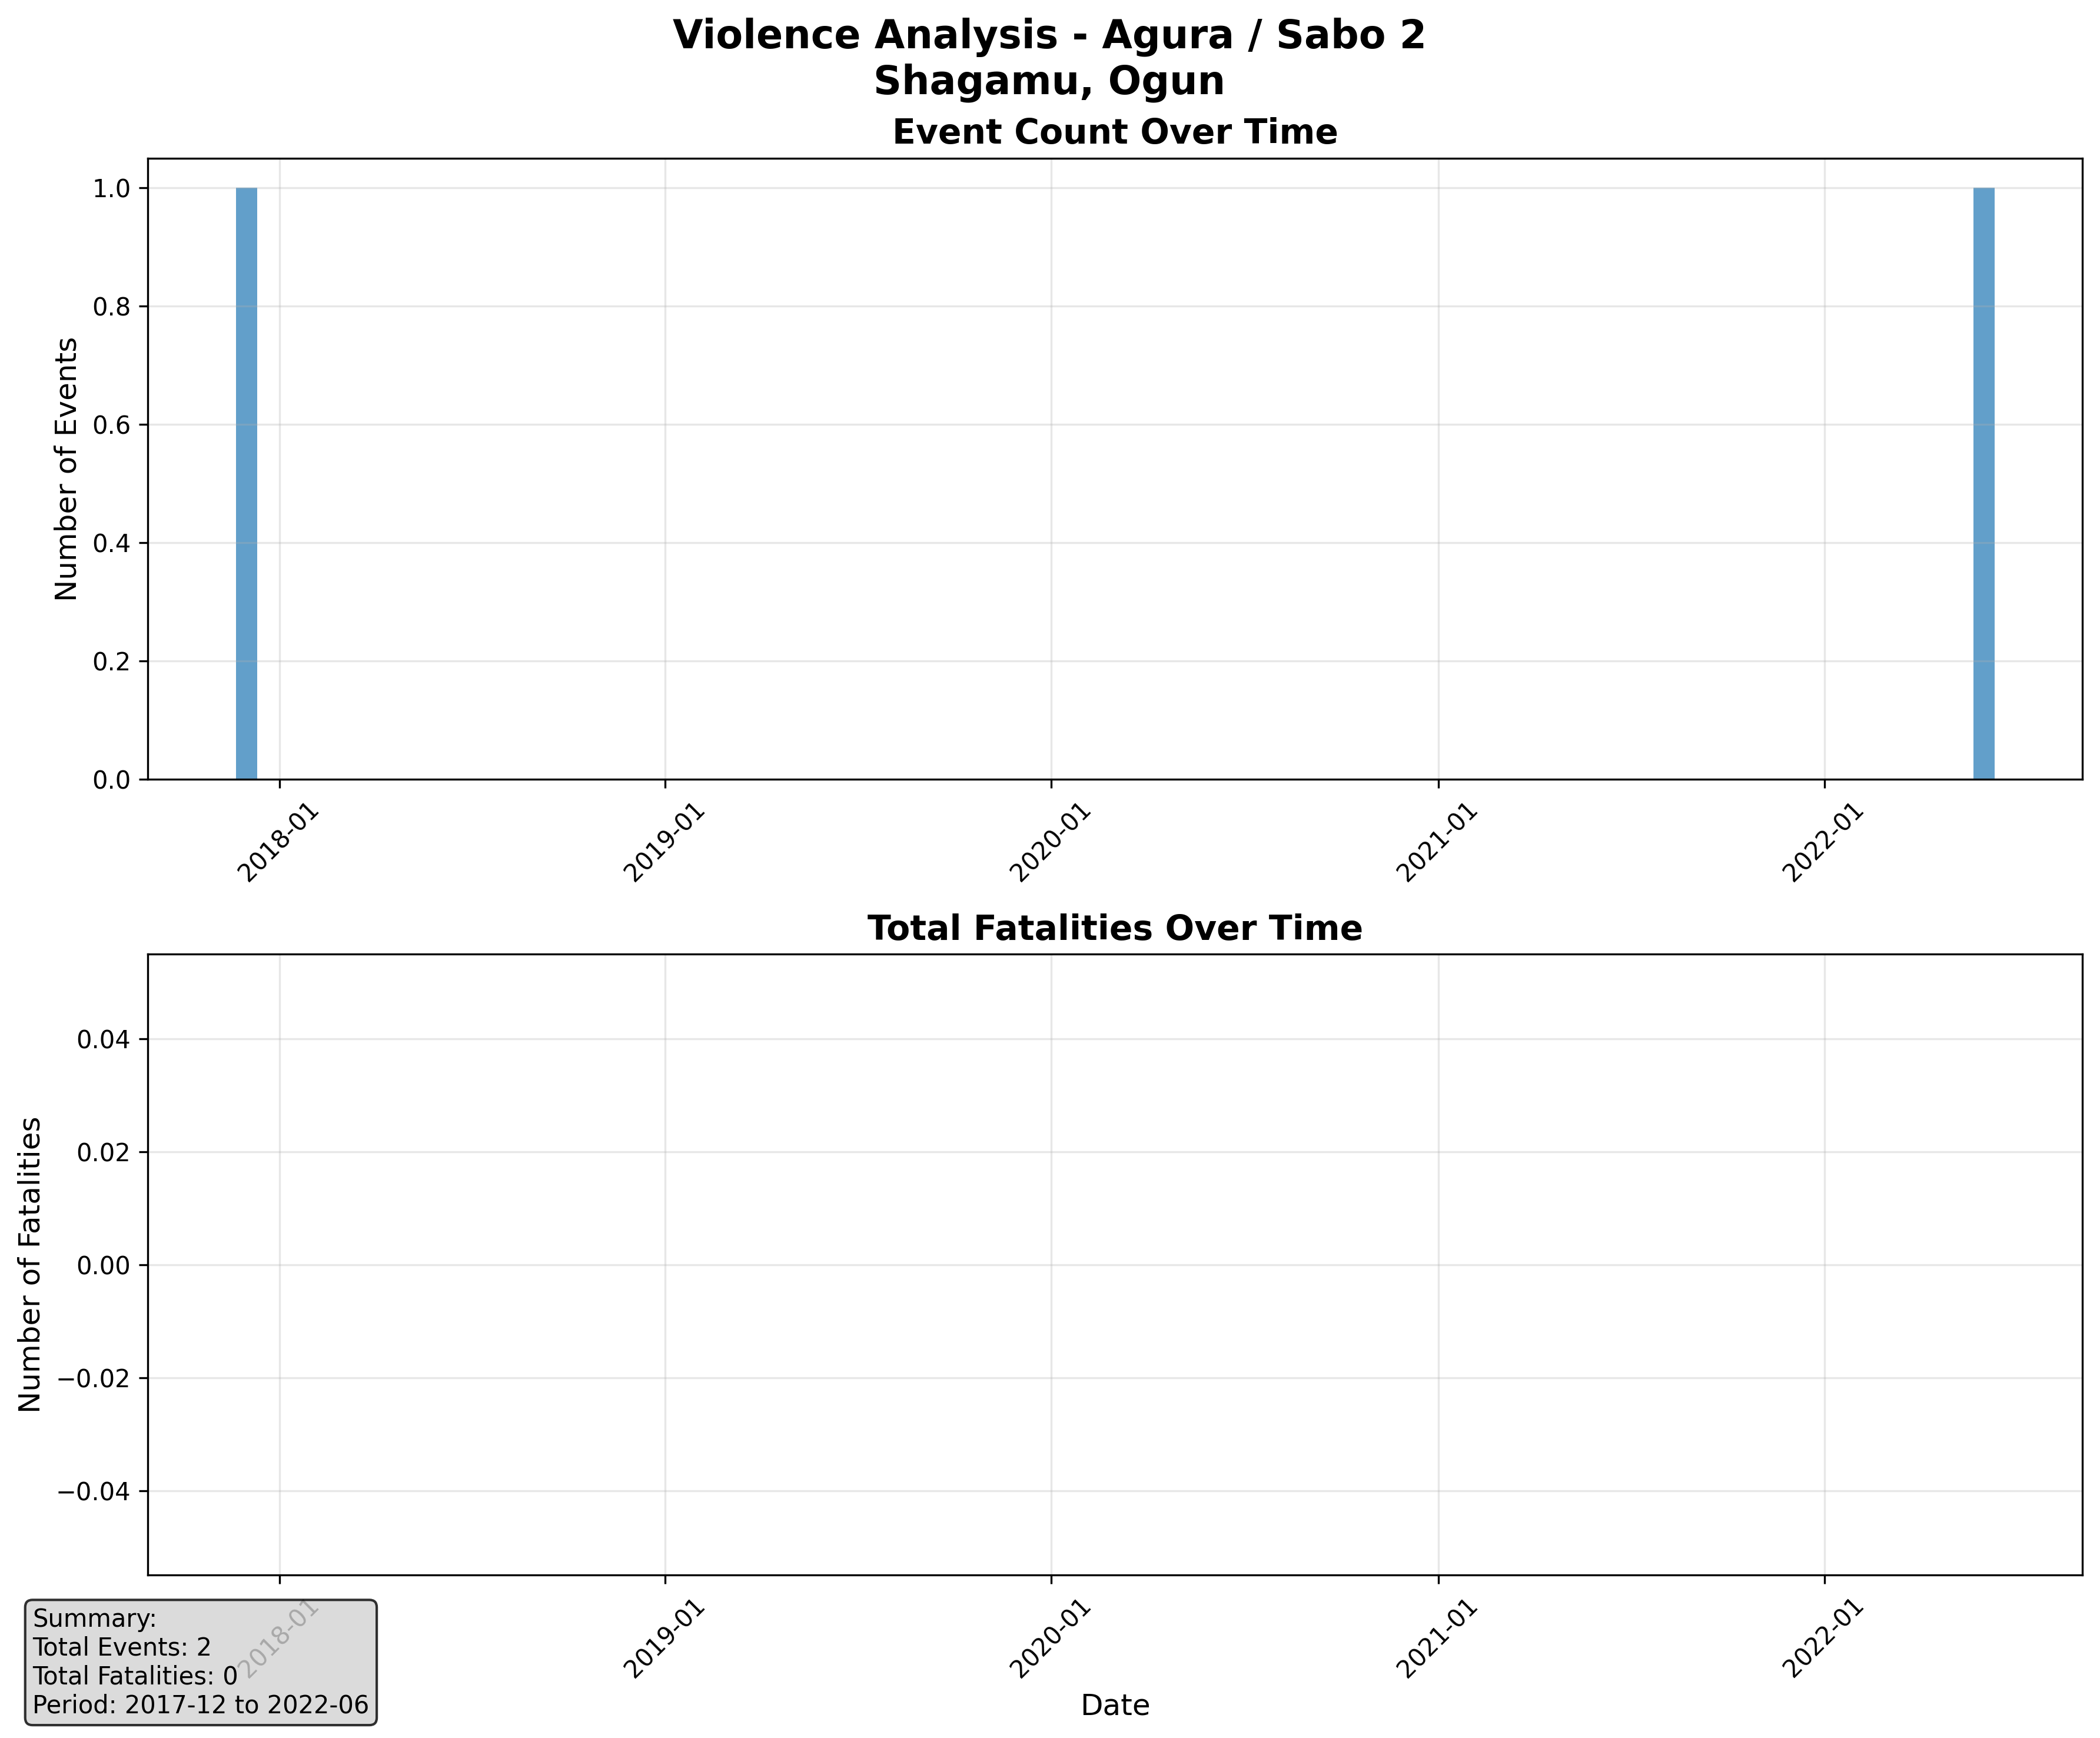 Violence Analysis - Agura / Sabo 2
Shagamu, Ogun
Event Count Over Time
Number of Events
1.0
0.8
0.6
0.4
0.2
0.0
2018-01
2019-01
2020-01
2021-01
2022-01
Total Fatalities Over Time
Number of Fatalities
0.04
0.02
0.00
−0.02
−0.04
2018-01
2019-01
2020-01
2021-01
2022-01
Date
Summary:
Total Events: 2
Total Fatalities: 0
Period: 2017-12 to 2022-06